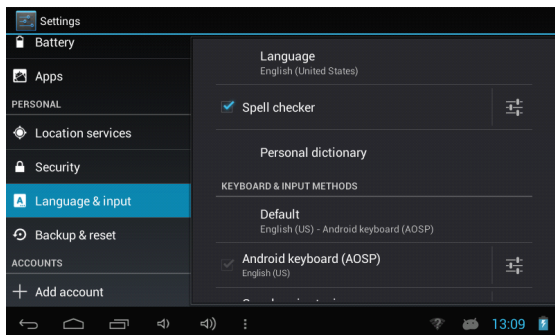 Settings
Battery
Apps
PERSONAL
Location services
Security
Language & input
Backup & reset
ACCOUNTS
Add account
Language
English (United States)
Spell checker
Personal dictionary
KEYBOARD & INPUT METHODS
Default
English (US) - Android keyboard (AOSP)
Android keyboard (AOSP)
English (US)
13:09